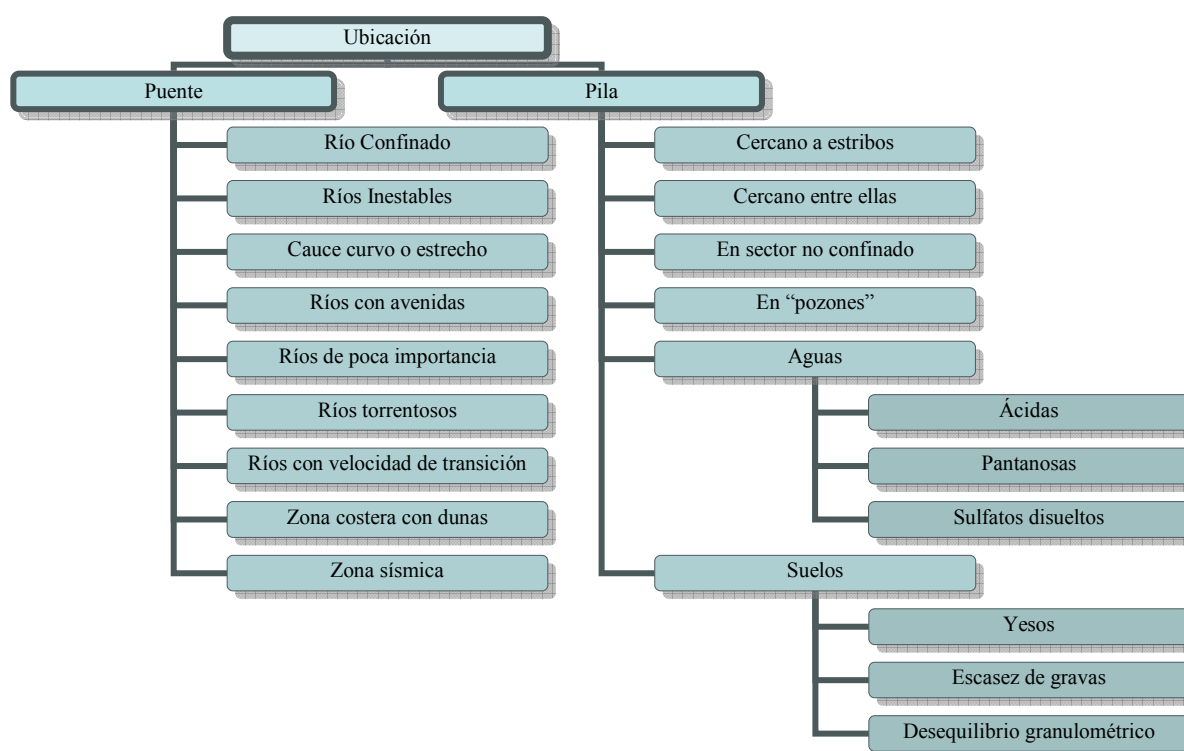 Ubicación
Puente
Río Confinado
Ríos Inestables
Cauce curvo o estrecho
Ríos con avenidas
Ríos de poca importancia
Ríos torrentosos
Ríos con velocidad de transición
Zona costera con dunas
Zona sísmica
Pila
Cercano a estribos
Cercano entre ellas
En sector no confinado
En “pozones”
Aguas
Ácidas
Pantanosas
Sulfatos disueltos
Suelos
Yesos
Escasez de gravas
Desequilibrio granulométrico